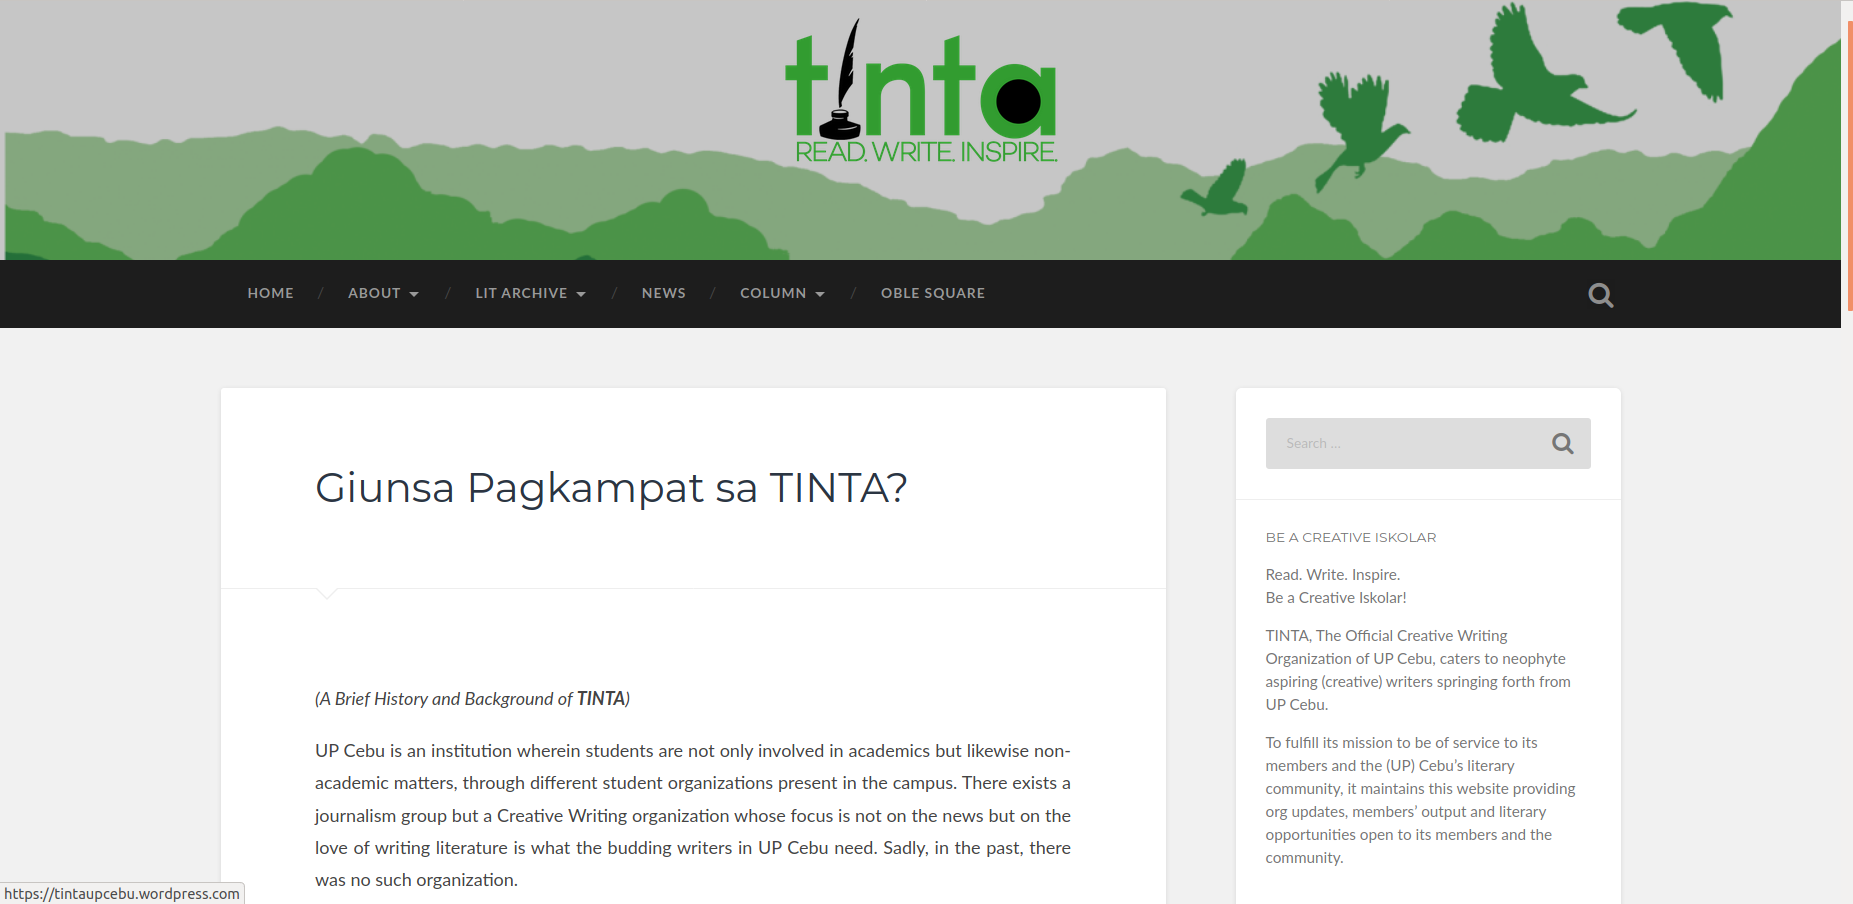 tinta
READ. WRITE. INSPIRE.
HOME / ABOUT / LIT ARCHIVE / NEWS / COLUMN / OBLE SQUARE
Giunsa Pagkampat sa TINTA?
(A Brief History and Background of TINTA)
UP Cebu is an institution wherein students are not only involved in academics but likewise non-
academic matters, through different student organizations present in the campus. There exists a
journalism group but a Creative Writing organization whose focus is not on the news but on the
love of writing literature is what the budding writers in UP Cebu need. Sadly, in the past, there
was no such organization.
Search …
BE A CREATIVE ISKOLAR
Read. Write. Inspire.
Be a Creative Iskolar!
TINTA, The Official Creative Writing
Organization of UP Cebu, caters to neophyte
aspiring (creative) writers springing forth from
UP Cebu.
To fulfill its mission to be of service to its
members and the (UP) Cebu’s literary
community, it maintains this website providing
org updates, members’ output and literary
opportunities open to its members and the
community.
https://tintaupcebu.wordpress.com